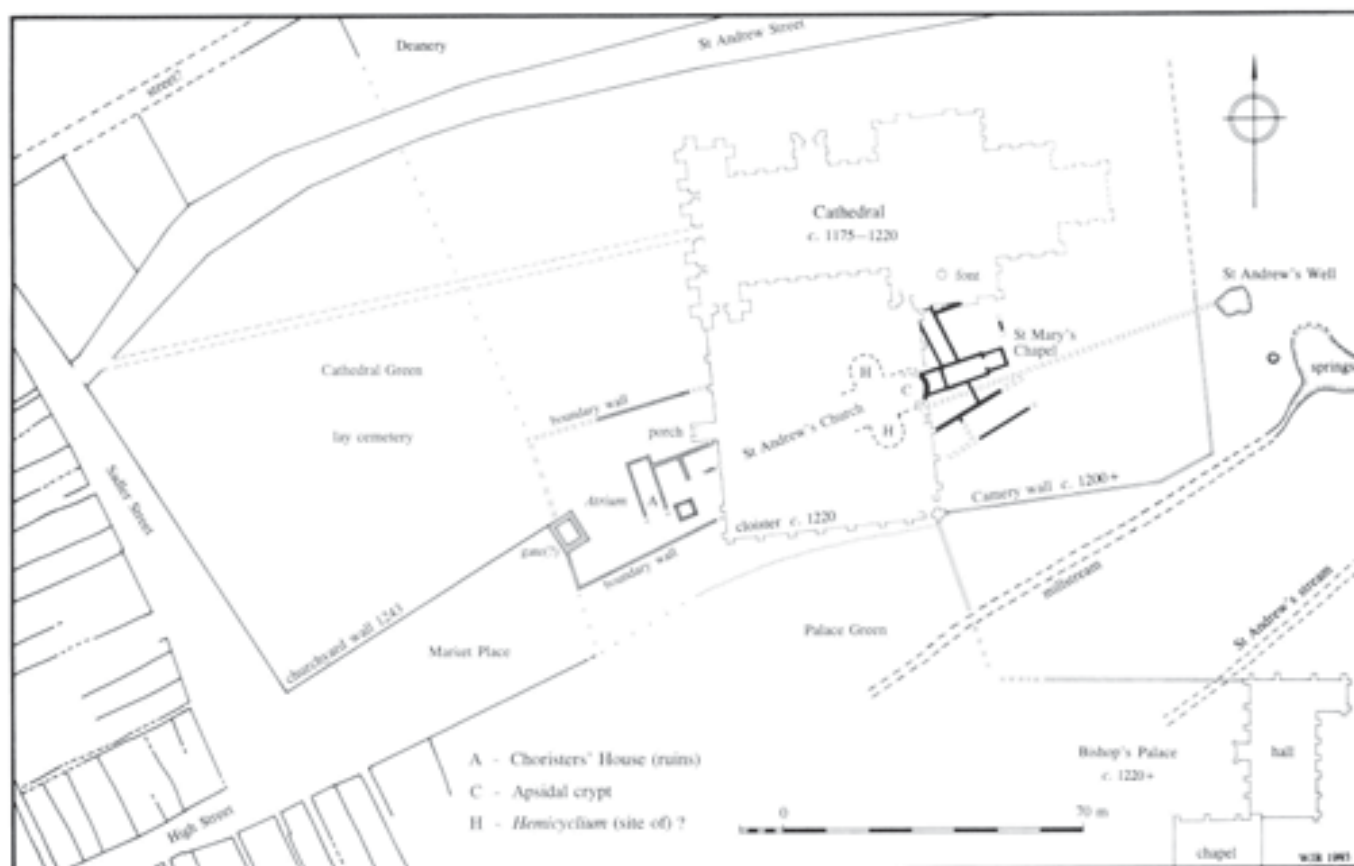 Deanery
St Andrew Street
street?
Cathedral
c. 1175—1220
font
St Andrew's Well
St Mary's
Chapel
springs
Cathedral Green
lay cemetery
boundary wall
porch
St Andrew's Church
H
H
C
Atrium
A
gate(?)
boundary wall
cloister c. 1220
Camery wall c. 1200+
Sadler Street
churchyard wall 1243
Market Place
Palace Green
millstream
St Andrew's stream
Bishop's Palace
c. 1220+
hall
chapel
High Street
A - Choristers' House (ruins)
C - Apsidal crypt
H - Hemicyclium (site of) ?
0 70 m